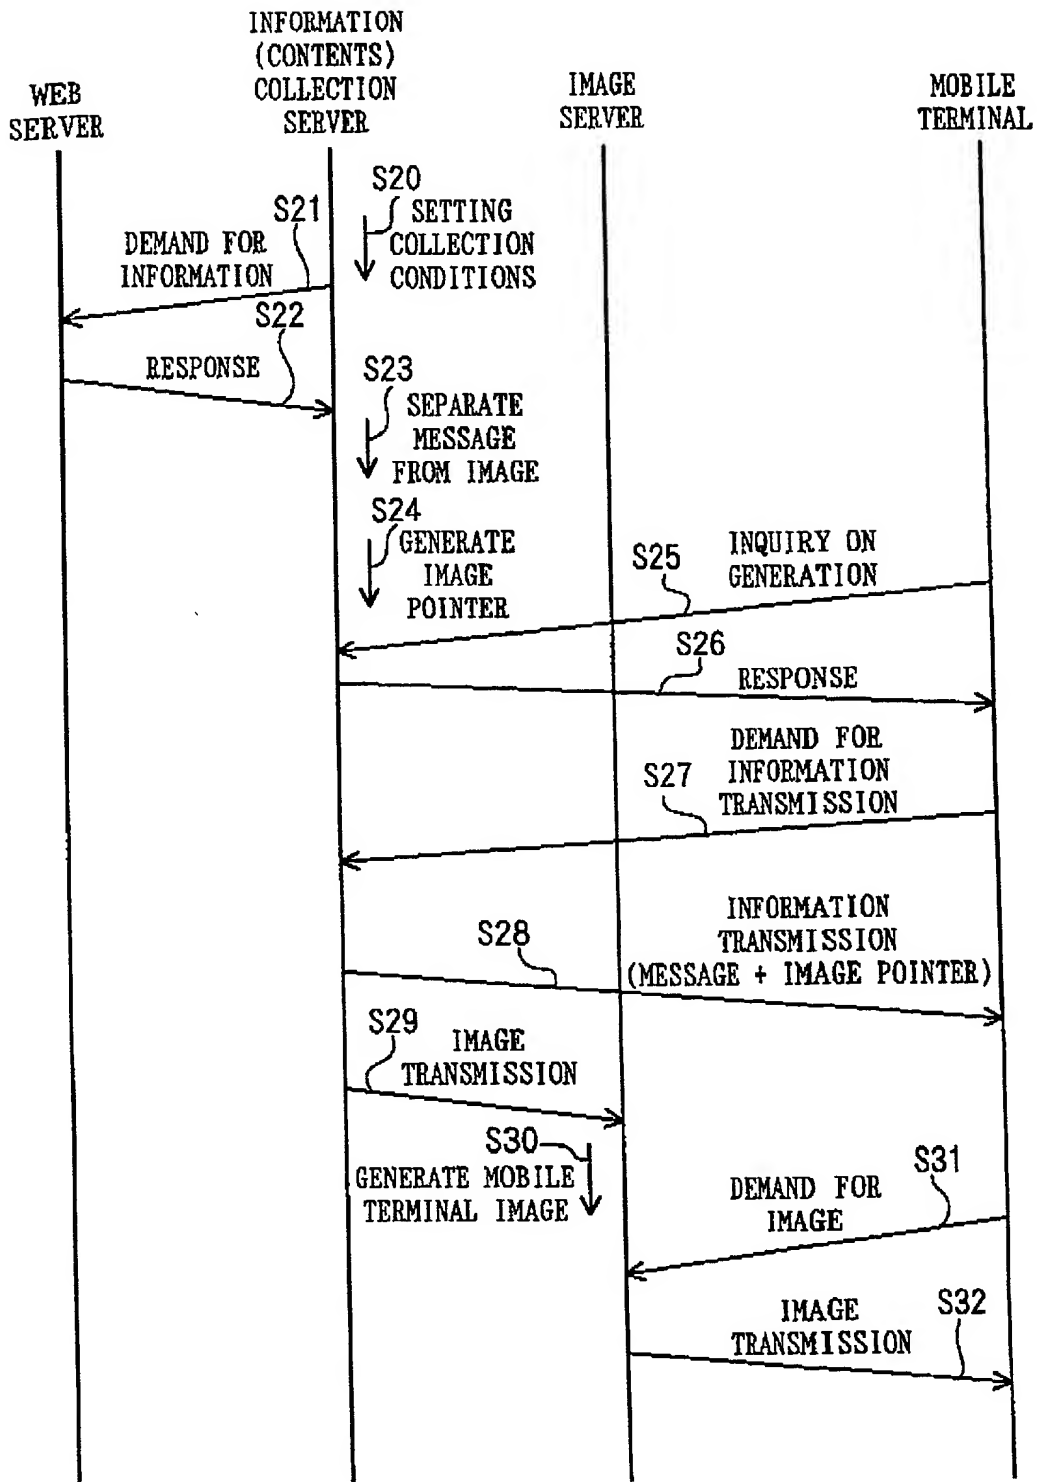 WEB
SERVER
INFORMATION
(CONTENTS)
COLLECTION
SERVER
IMAGE
SERVER
MOBILE
TERMINAL
S20
SETTING
COLLECTION
CONDITIONS
S21
DEMAND FOR
INFORMATION
S22
RESPONSE
S23
SEPARATE
MESSAGE
FROM IMAGE
S24
GENERATE
IMAGE
POINTER
S25
INQUIRY ON
GENERATION
S26
RESPONSE
DEMAND FOR
S27
INFORMATION
TRANSMISSION
INFORMATION
S28
TRANSMISSION
(MESSAGE + IMAGE POINTER)
S29
IMAGE
TRANSMISSION
S30
GENERATE MOBILE
TERMINAL IMAGE
S31
DEMAND FOR
IMAGE
S32
IMAGE
TRANSMISSION